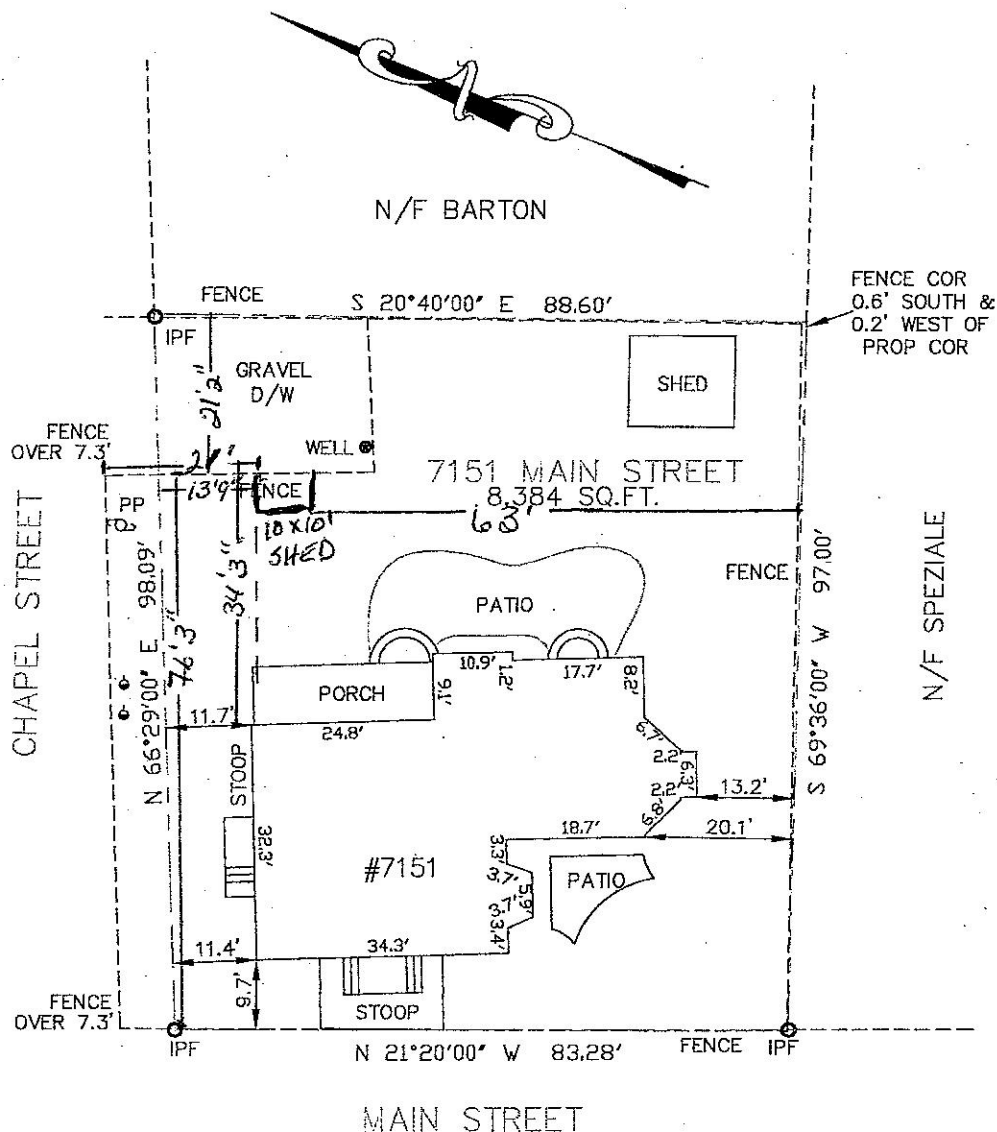 N/F BARTON
FENCE
S 20°40'00" E 88.60'
FENCE COR
0.6' SOUTH &
0.2' WEST OF
PROP COR
IPF
GRAVEL
D/W
SHED
21'2"
FENCE
OVER 7.3'
WELL
7151 MAIN STREET
8,384 SQ.FT.
13'9"
FENCE
PP
10 x 10'
SHED
63'
34'3"
CHAPEL STREET
N 66°29'00" E 98.09'
76'3"
FENCE
PATIO
N/F SPEZIALE
S 69°36'00" W 97.00'
10.9'
1.2'
17.7'
8.2'
PORCH
9.1'
11.7'
24.8'
6.7'
2.2'
6.3'
2.2'
13.2'
STOOP
9.8'
18.7'
20.1'
32.3'
#7151
3.3'
3.7'
5.9'
3.7'
3.4'
PATIO
11.4'
34.3'
9.7'
STOOP
FENCE
OVER 7.3'
IPF
N 21°20'00" W 83.28'
FENCE
IPF
MAIN STREET